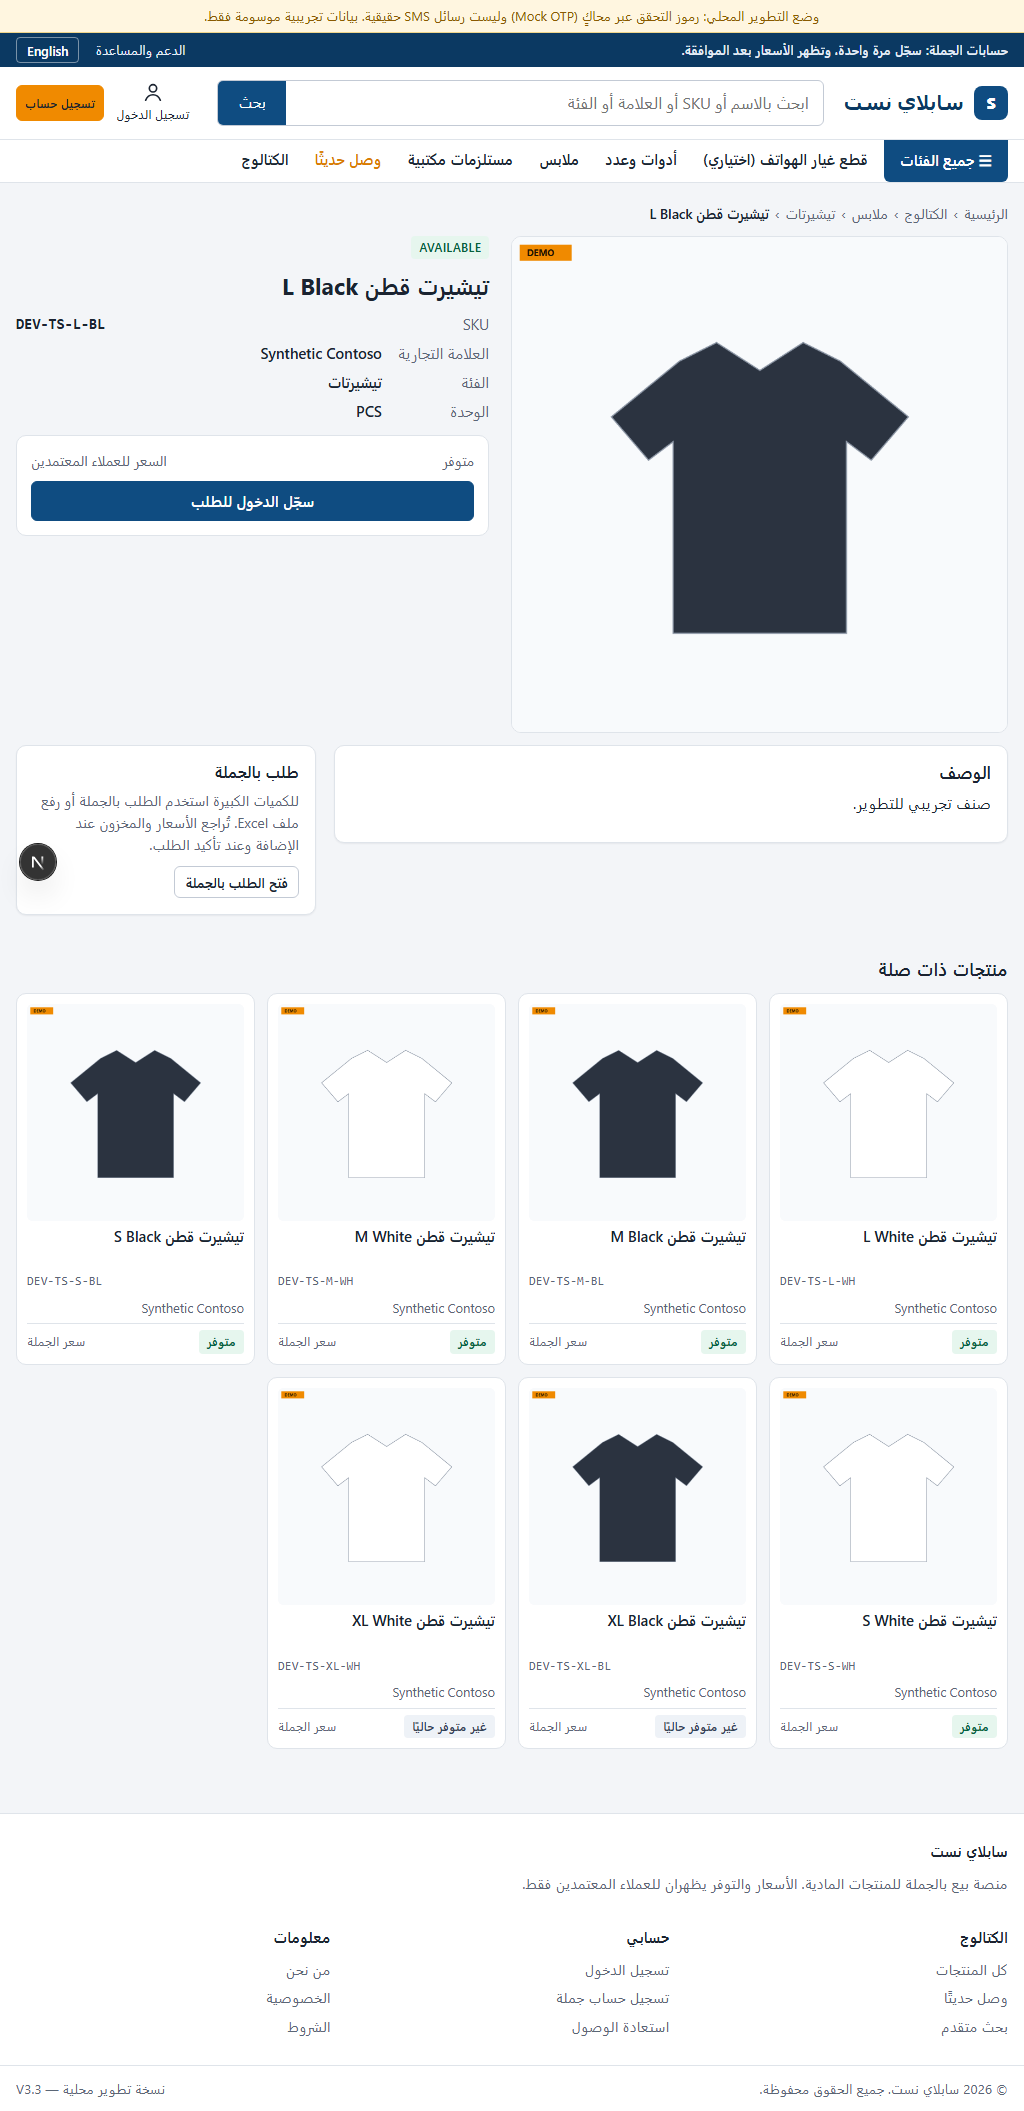 وضع التطوير المحلي: رموز التحقق عبر محاكٍ (Mock OTP) وليست رسائل SMS حقيقية. بيانات تجريبية موسومة فقط.
حسابات الجملة: سجّل مرة واحدة، وتظهر الأسعار بعد الموافقة.
الدعم والمساعدة
English
S
سابلاي نست
ابحث بالاسم أو SKU أو العلامة أو الفئة
بحث
تسجيل الدخول
تسجيل حساب
☰ جميع الفئات
قطع غيار الهواتف (اختياري)
أدوات وعدد
ملابس
مستلزمات مكتبية
وصل حديثًا
الكتالوج
الرئيسية › الكتالوج › ملابس › تيشيرتات › تيشيرت قطن L Black
DEMO
AVAILABLE
تيشيرت قطن L Black
SKU DEV-TS-L-BL
العلامة التجارية Synthetic Contoso
الفئة تيشيرتات
الوحدة PCS
متوفر
السعر للعملاء المعتمدين
سجّل الدخول للطلب
الوصف
صنف تجريبي للتطوير.
طلب بالجملة
للكميات الكبيرة استخدم الطلب بالجملة أو رفع
ملف Excel. تُراجع الأسعار والمخزون عند
الإضافة وعند تأكيد الطلب.
فتح الطلب بالجملة
N
منتجات ذات صلة
DEMO
تيشيرت قطن L White
DEV-TS-L-WH
Synthetic Contoso
متوفر
سعر الجملة
DEMO
تيشيرت قطن M Black
DEV-TS-M-BL
Synthetic Contoso
متوفر
سعر الجملة
DEMO
تيشيرت قطن M White
DEV-TS-M-WH
Synthetic Contoso
متوفر
سعر الجملة
DEMO
تيشيرت قطن S Black
DEV-TS-S-BL
Synthetic Contoso
متوفر
سعر الجملة
DEMO
تيشيرت قطن S White
DEV-TS-S-WH
Synthetic Contoso
متوفر
سعر الجملة
DEMO
تيشيرت قطن XL Black
DEV-TS-XL-BL
Synthetic Contoso
غير متوفر حاليًا
سعر الجملة
DEMO
تيشيرت قطن XL White
DEV-TS-XL-WH
Synthetic Contoso
غير متوفر حاليًا
سعر الجملة
سابلاي نست
منصة بيع بالجملة للمنتجات المادية. الأسعار والتوفر يظهران للعملاء المعتمدين فقط.
الكتالوج
كل المنتجات
وصل حديثًا
بحث متقدم
حسابي
تسجيل الدخول
تسجيل حساب جملة
استعادة الوصول
معلومات
من نحن
الخصوصية
الشروط
© 2026 سابلاي نست. جميع الحقوق محفوظة.
نسخة تطوير محلية — V3.3